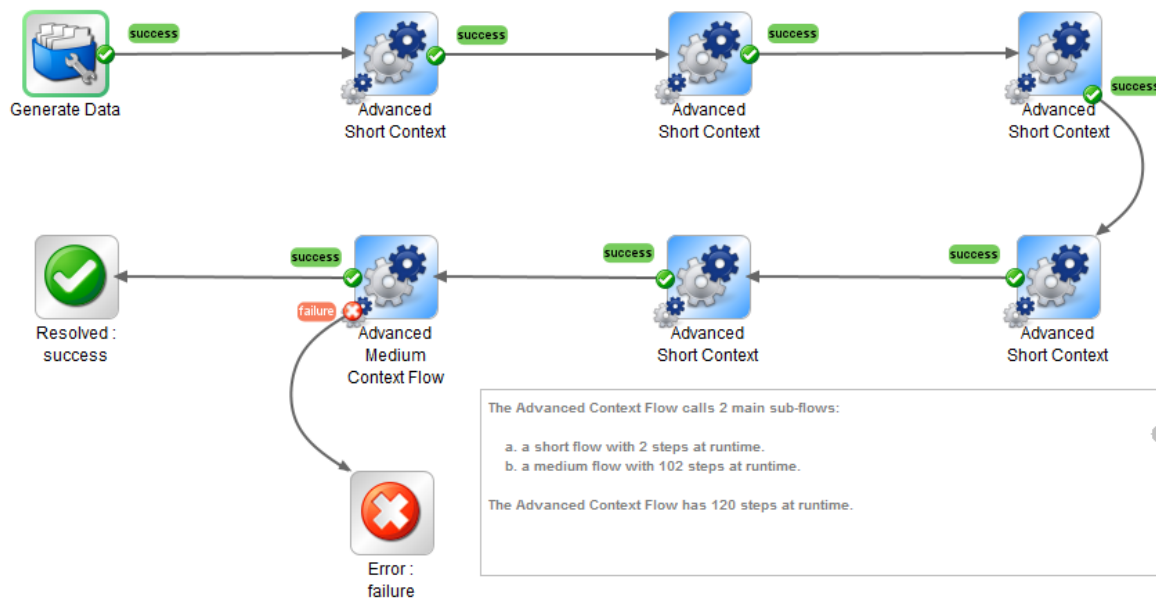 success
success
success
success
Generate Data
Advanced
Short Context
Advanced
Short Context
Advanced
Short Context
success
success
success
failure
Resolved :
success
Advanced
Medium
Context Flow
Advanced
Short Context
Advanced
Short Context
The Advanced Context Flow calls 2 main sub-flows:
a. a short flow with 2 steps at runtime.
b. a medium flow with 102 steps at runtime.
The Advanced Context Flow has 120 steps at runtime.
Error :
failure